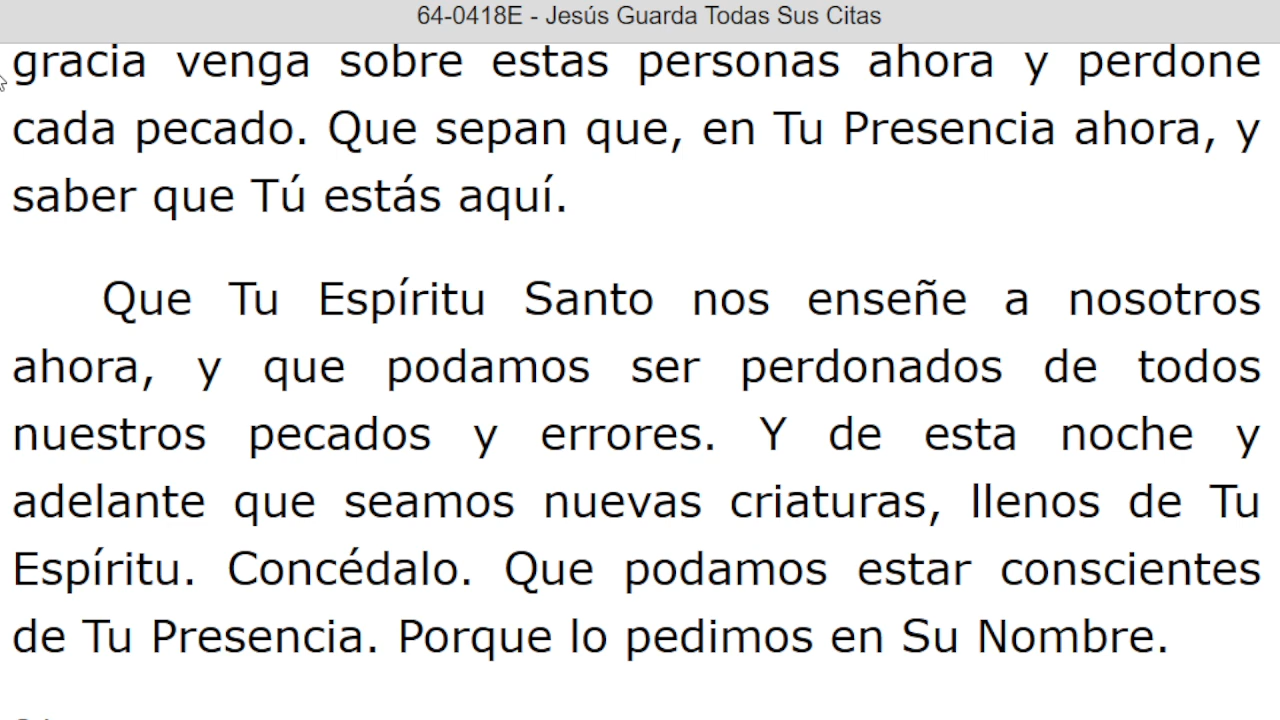 64-0418E - Jesús Guarda Todas Sus Citas
gracia venga sobre estas personas ahora y perdone
cada pecado. Que sepan que, en Tu Presencia ahora, y
saber que Tú estás aquí.
Que Tu Espíritu Santo nos enseñe a nosotros
ahora, y que podamos ser perdonados de todos
nuestros pecados y errores. Y de esta noche y
adelante que seamos nuevas criaturas, llenos de Tu
Espíritu. Concédalo. Que podamos estar conscientes
de Tu Presencia. Porque lo pedimos en Su Nombre.